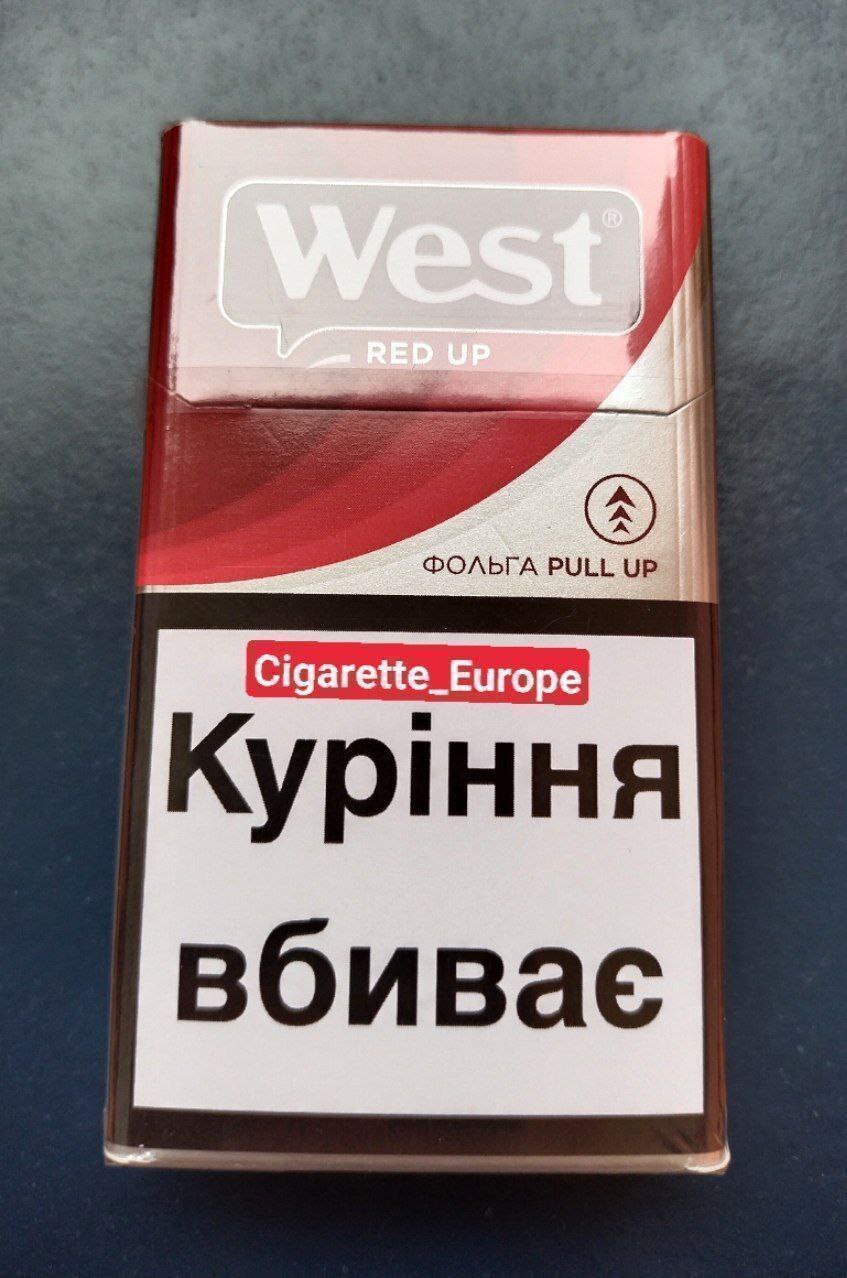 West®
RED UP
ФОЛЬГА PULL UP
Cigarette_Europe
Куріння
вбиває